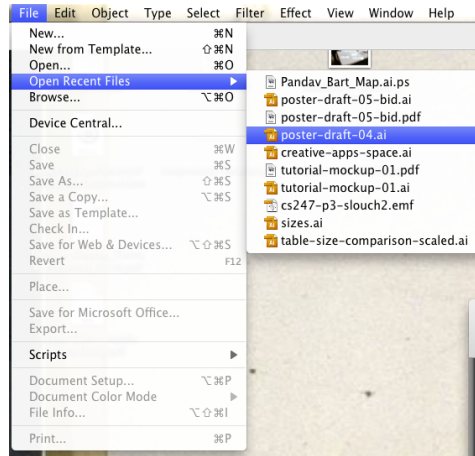 File Edit Object Type Select Filter Effect View Window Help
New... ⌘N
New from Template... ⇧⌘N
Open... ⌘O
Open Recent Files ▶
Browse... ⌥⌘O
Device Central...
Close ⌘W
Save ⌘S
Save As... ⇧⌘S
Save a Copy... ⌥⌘S
Save as Template...
Check In...
Save for Web & Devices... ⌥⇧⌘S
Revert F12
Place...
Save for Microsoft Office...
Export...
Scripts ▶
Document Setup... ⌥⌘P
Document Color Mode ▶
File Info... ⌥⇧⌘I
Print... ⌘P
Pandav_Bart_Map.ai.ps
poster-draft-05-bid.ai
poster-draft-05-bid.pdf
poster-draft-04.ai
creative-apps-space.ai
tutorial-mockup-01.pdf
tutorial-mockup-01.ai
cs247-p3-slouch2.emf
sizes.ai
table-size-comparison-scaled.ai